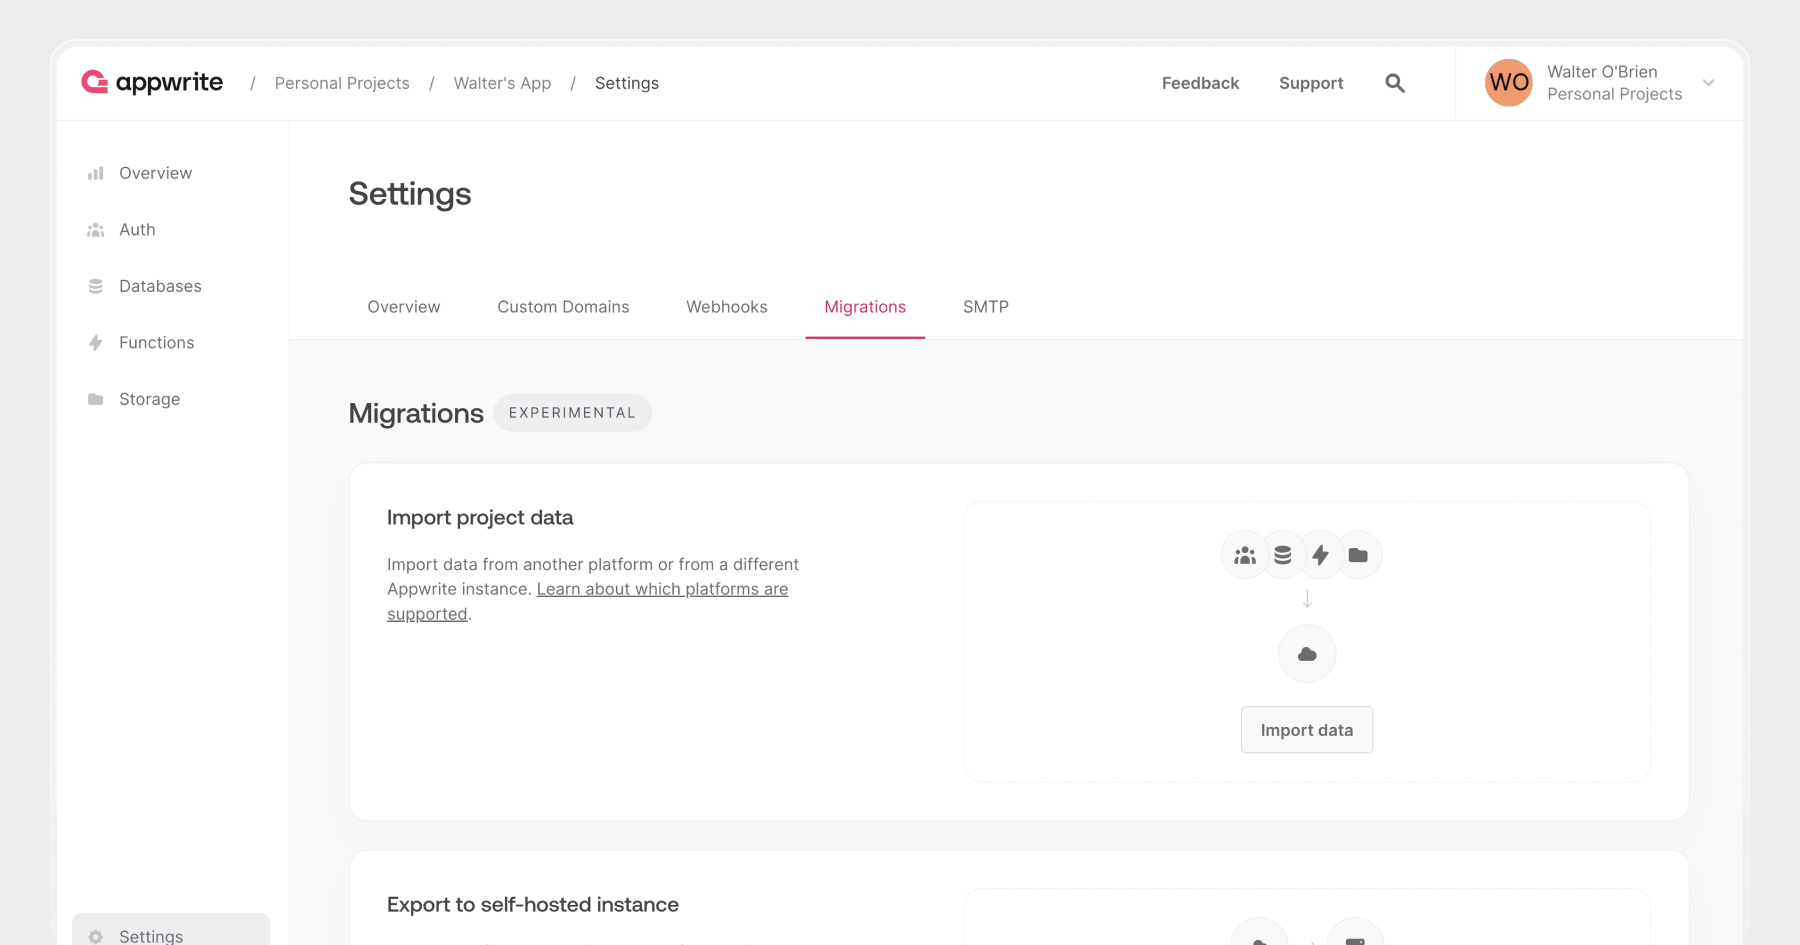 appwrite / Personal Projects / Walter's App / Settings
Feedback
Support
WO
Walter O'Brien
Personal Projects
Overview
Auth
Databases
Functions
Storage
Settings
Settings
Overview
Custom Domains
Webhooks
Migrations
SMTP
Migrations
EXPERIMENTAL
Import project data
Import data from another platform or from a different
Appwrite instance. Learn about which platforms are
supported.
Import data
Export to self-hosted instance